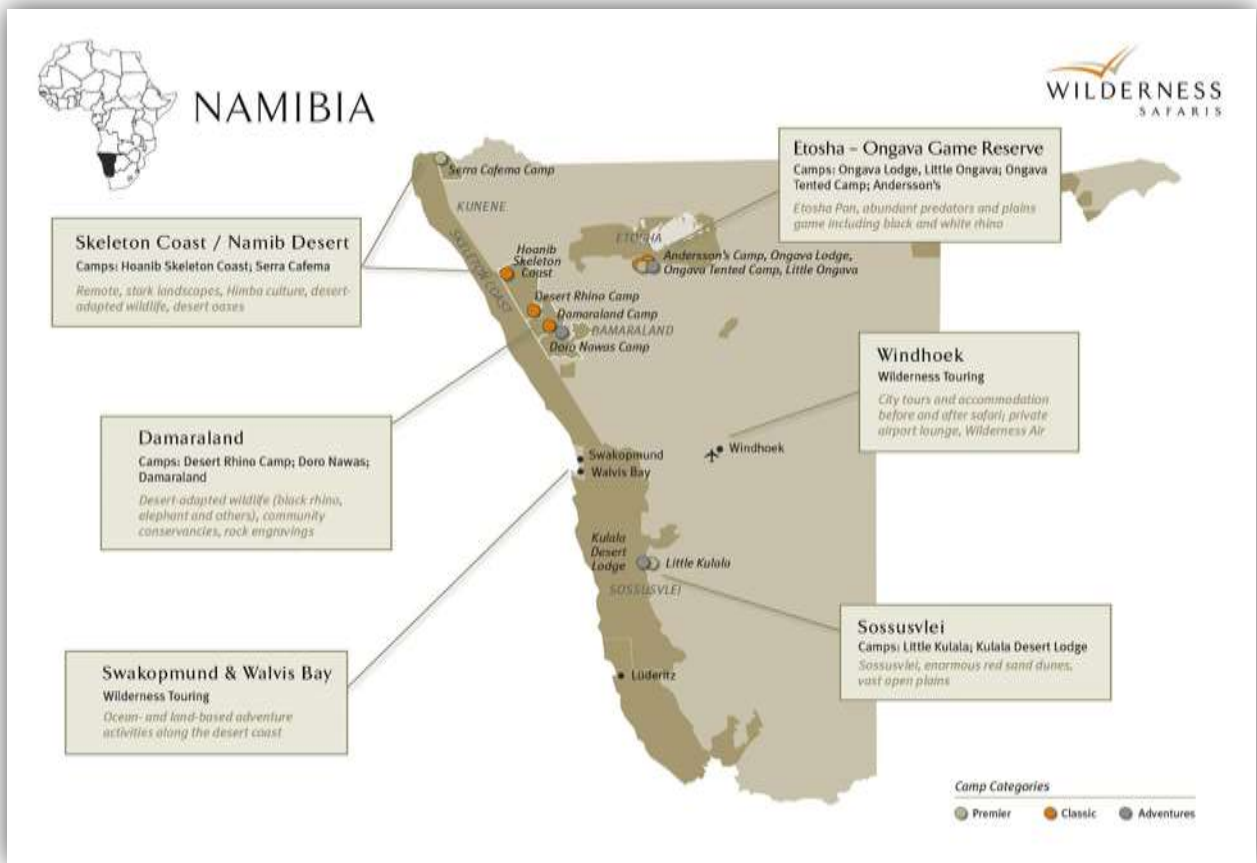 NAMIBIA
WILDERNESS
SAFARIS
Etosha – Ongava Game Reserve
Camps: Ongava Lodge, Little Ongava; Ongava
Tented Camp; Andersson's
Etosha Pan, abundant predators and plains
game including black and white rhino
Serra Cafema Camp
KUNENE
Skeleton Coast / Namib Desert
Camps: Hoanib Skeleton Coast; Serra Cafema
Remote, stark landscapes, Himba culture, desert-
adapted wildlife, desert oases
SKELETON COAST
ETOSHA
Hoanib
Skeleton
Coast
Andersson's Camp, Ongava Lodge,
Ongava Tented Camp, Little Ongava
Desert Rhino Camp
Damaraland Camp
DAMARALAND
Doro Nawas Camp
Windhoek
Wilderness Touring
City tours and accommodation
before and after safari; private
airport lounge, Wilderness Air
Damaraland
Camps: Desert Rhino Camp; Doro Nawas;
Damaraland
Desert-adapted wildlife (black rhino,
elephant and others), community
conservancies, rock engravings
Swakopmund
Walvis Bay
Windhoek
Kulala
Desert
Lodge
Little Kulala
SOSSUSVLEI
Sossusvlei
Camps: Little Kulala; Kulala Desert Lodge
Sossusvlei, enormous red sand dunes,
vast open plains
Swakopmund & Walvis Bay
Wilderness Touring
Ocean- and land-based adventure
activities along the desert coast
Lüderitz
Camp Categories
Premier
Classic
Adventures